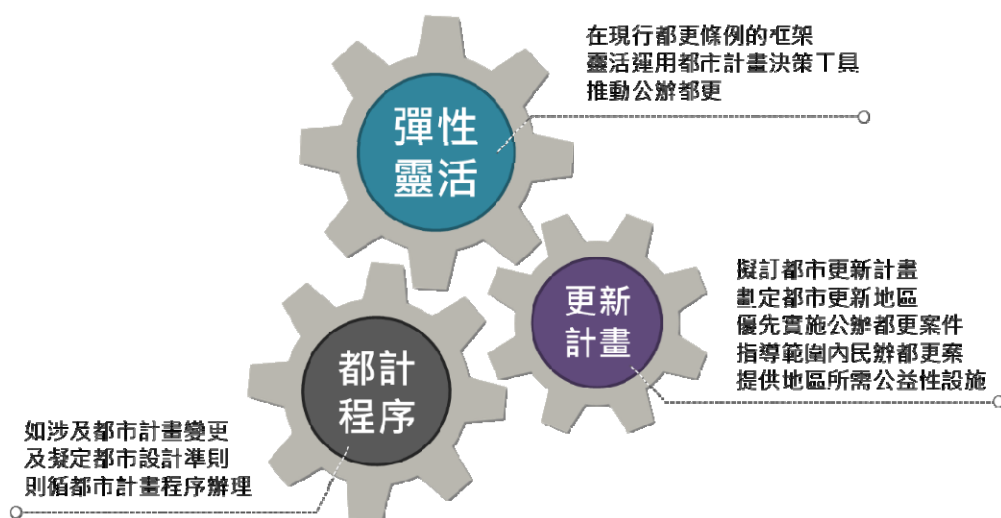 在現行都更條例的框架
靈活運用都市計畫決策工具
推動公辦都更
彈性
靈活
擬訂都市更新計畫
劃定都市更新地區
優先實施公辦都更案件
指導範圍內民辦都更案
提供地區所需公益性設施
更新
計畫
都計
程序
如涉及都市計畫變更
及擬定都市設計準則
則循都市計畫程序辦理